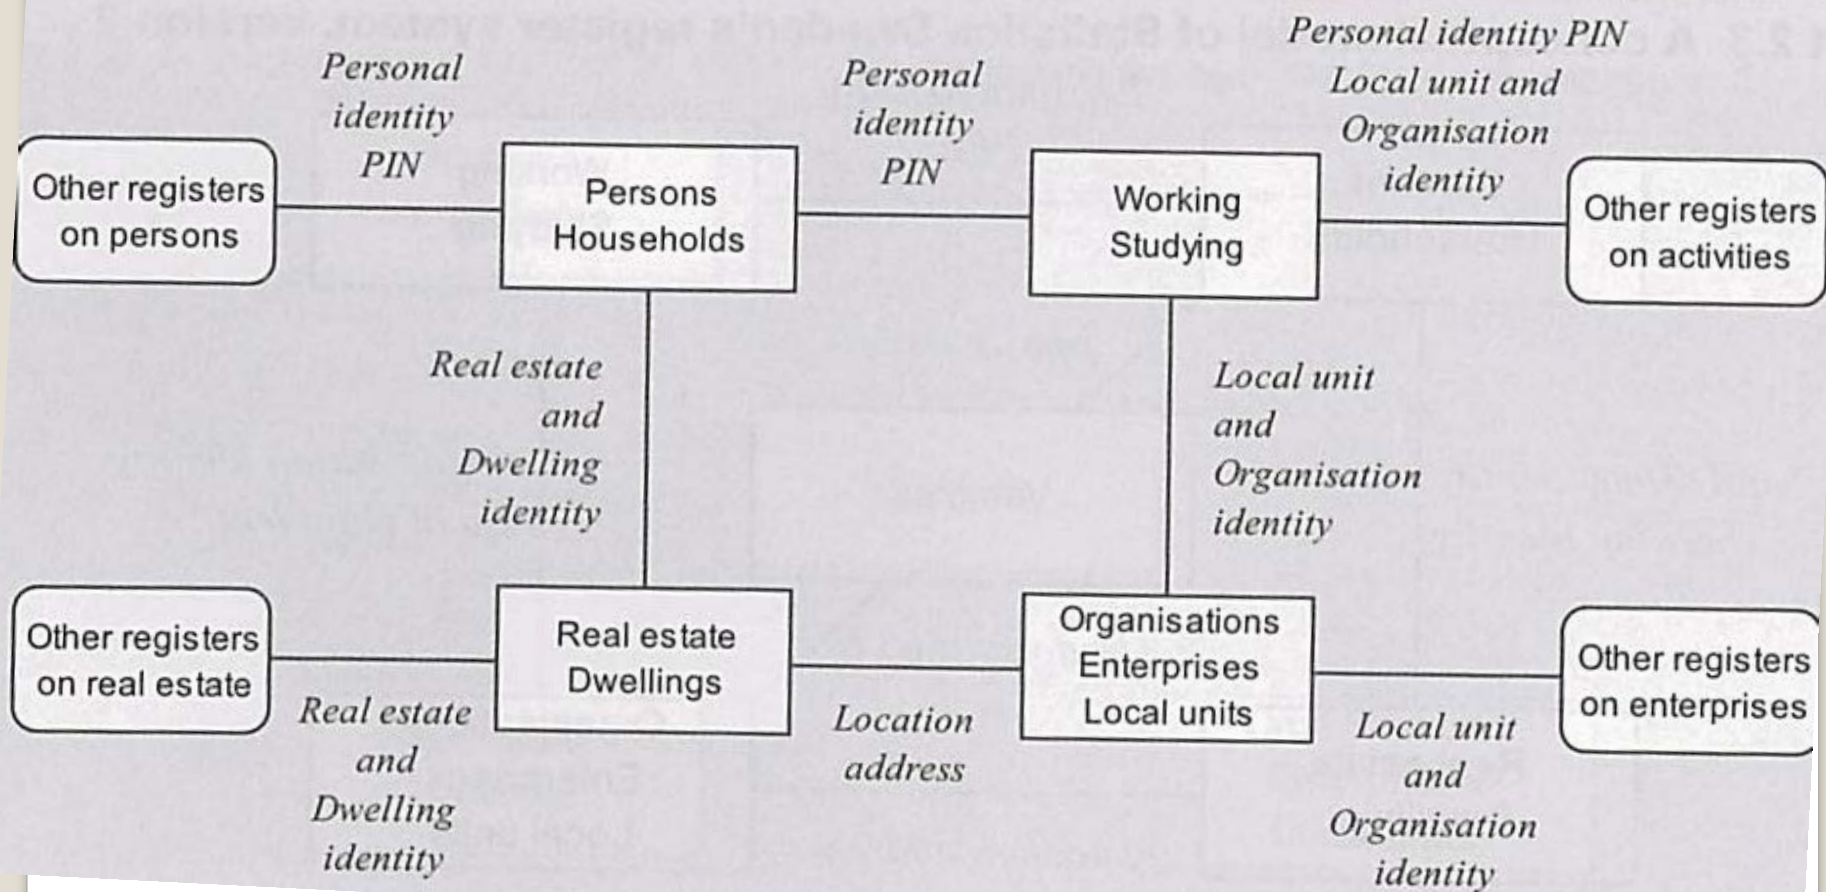 Personal
identity
PIN
Personal
identity
PIN
Personal identity PIN
Local unit and
Organisation
identity
Other registers
on persons
Persons
Households
Working
Studying
Other registers
on activities
Real estate
and
Dwelling
identity
Local unit
and
Organisation
identity
Other registers
on real estate
Real estate
Dwellings
Organisations
Enterprises
Local units
Other registers
on enterprises
Real estate
and
Dwelling
identity
Location
address
Local unit
and
Organisation
identity